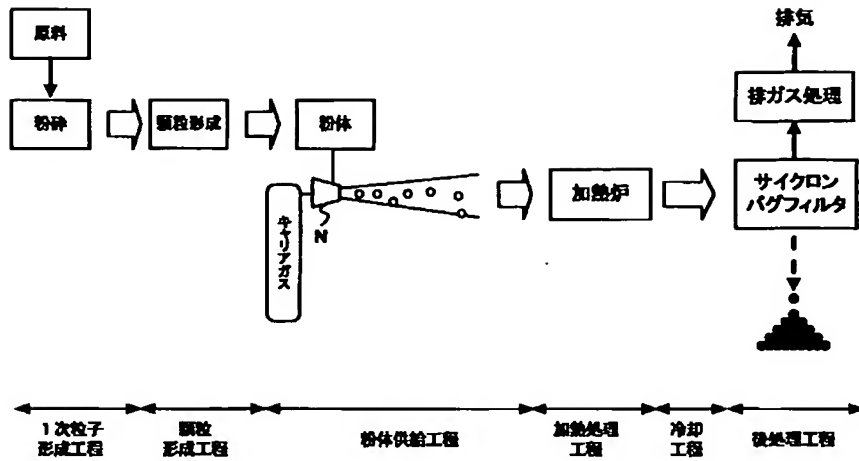 原料
粉砕
顆粒形成
粉体
キャリアガス
N
加熱炉
排気
排ガス処理
サイクロン
バグフィルタ
1次粒子
形成工程
顆粒
形成工程
粉体供給工程
加熱処理
工程
冷却
工程
後処理工程